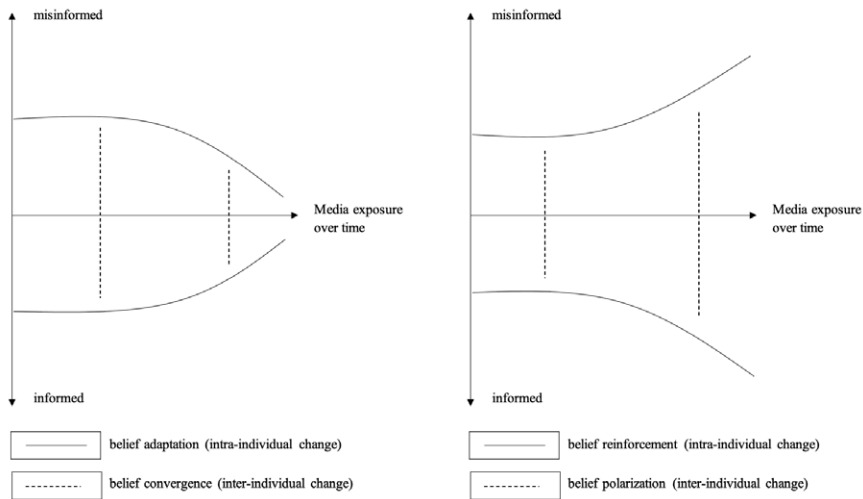 misinformed
Media exposure
over time
informed
belief adaptation (intra-individual change)
belief convergence (inter-individual change)
misinformed
Media exposure
over time
informed
belief reinforcement (intra-individual change)
belief polarization (inter-individual change)